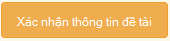 Xác nhận thông tin đề tài